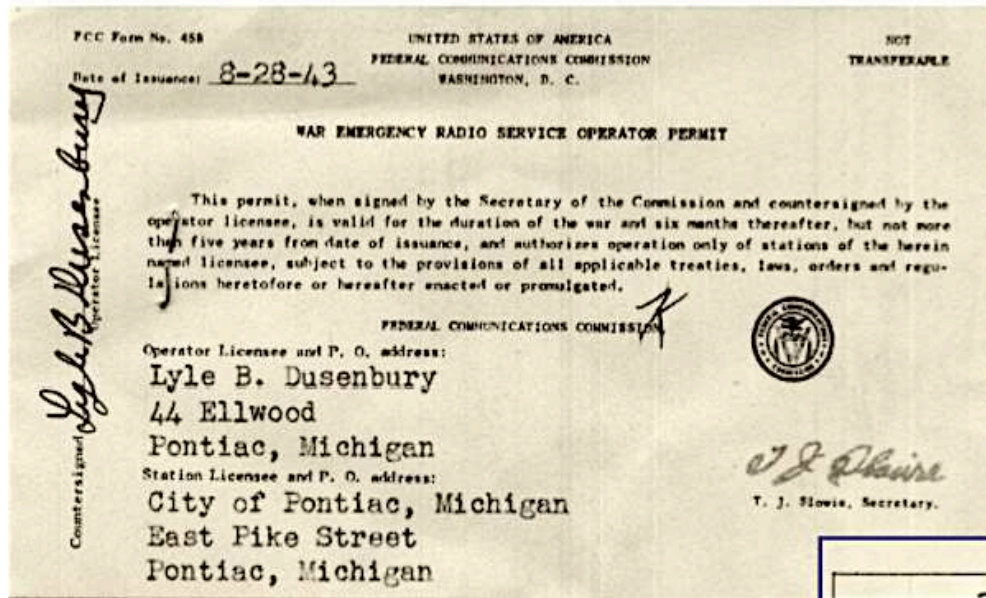 FCC Form No. 458
UNITED STATES OF AMERICA
FEDERAL COMMUNICATIONS COMMISSION
WASHINGTON, D. C.
NOT
TRANSFERABLE
Date of Issuance: 8-28-43
WAR EMERGENCY RADIO SERVICE OPERATOR PERMIT
This permit, when signed by the Secretary of the Commission and countersigned by the
operator licensee, is valid for the duration of the war and six months thereafter, but not more
than five years from date of issuance, and authorizes operation only of stations of the herein
named licensee, subject to the provisions of all applicable treaties, laws, orders and regu-
lations heretofore or hereafter enacted or promulgated.
FEDERAL COMMUNICATIONS COMMISSION
Operator Licensee and P. O. address:
Lyle B. Dusenbury
44 Ellwood
Pontiac, Michigan
Station Licensee and P. O. address:
City of Pontiac, Michigan
East Pike Street
Pontiac, Michigan
T. J. Slowie, Secretary.
Countersigned Lyle B. Dusenbury
Operator Licensee